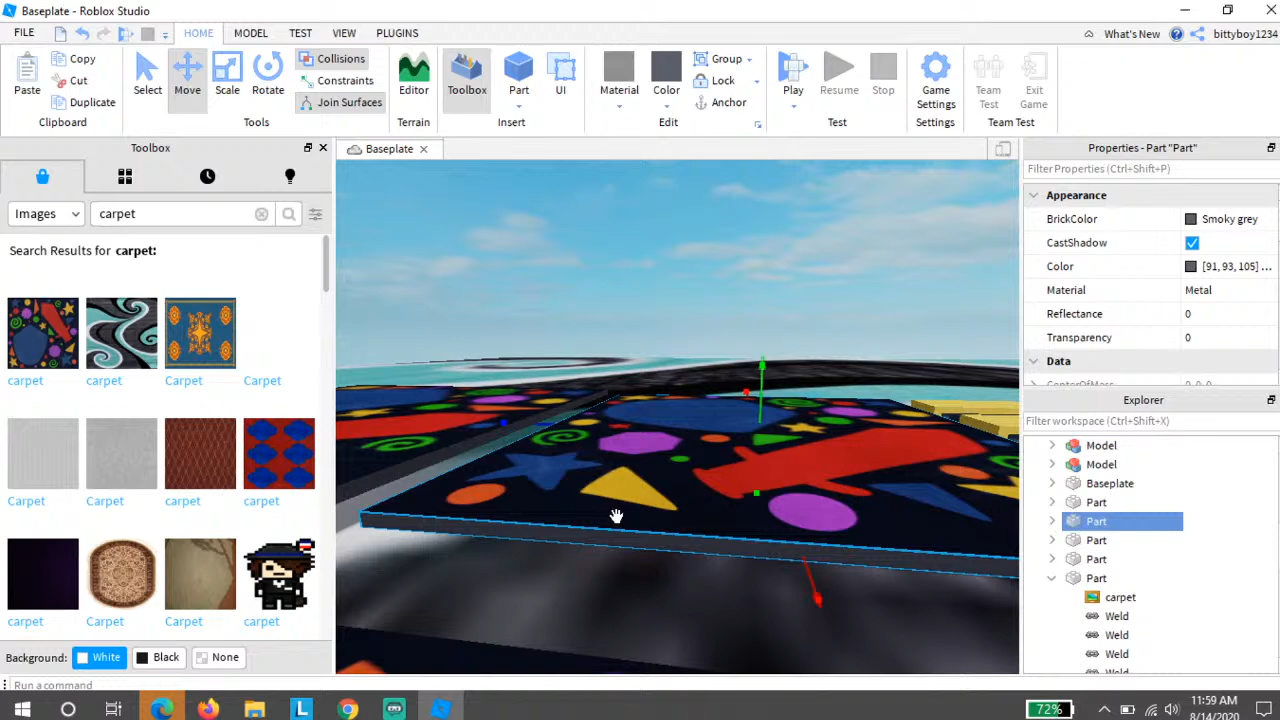 Baseplate - Roblox Studio
FILE HOME MODEL TEST VIEW PLUGINS What's New bittyboy1234
Paste Copy Cut Duplicate Clipboard
Select Move Scale Rotate Collisions Constraints Join Surfaces Tools
Editor Terrain
Toolbox Part UI Insert
Material Color Group Lock Anchor Edit
Play Resume Stop Test
Game Settings Settings
Team Test Exit Game Team Test
Toolbox
Images carpet
Search Results for carpet:
carpet carpet Carpet Carpet
Carpet Carpet Carpet Carpet
carpet Carpet Carpet carpet
Background: White Black None
Run a command
Baseplate
Properties - Part "Part"
Filter Properties (Ctrl+Shift+P)
Appearance
BrickColor Smoky grey
CastShadow
Color [91, 93, 105] ...
Material Metal
Reflectance 0
Transparency 0
Data
CenterOfMass 0, 0, 0
Explorer
Filter workspace (Ctrl+Shift+X)
Model
Model
Baseplate
Part
Part
Part
Part
Part
carpet
Weld
Weld
Weld
Weld
L
72%
11:59 AM
8/14/2020